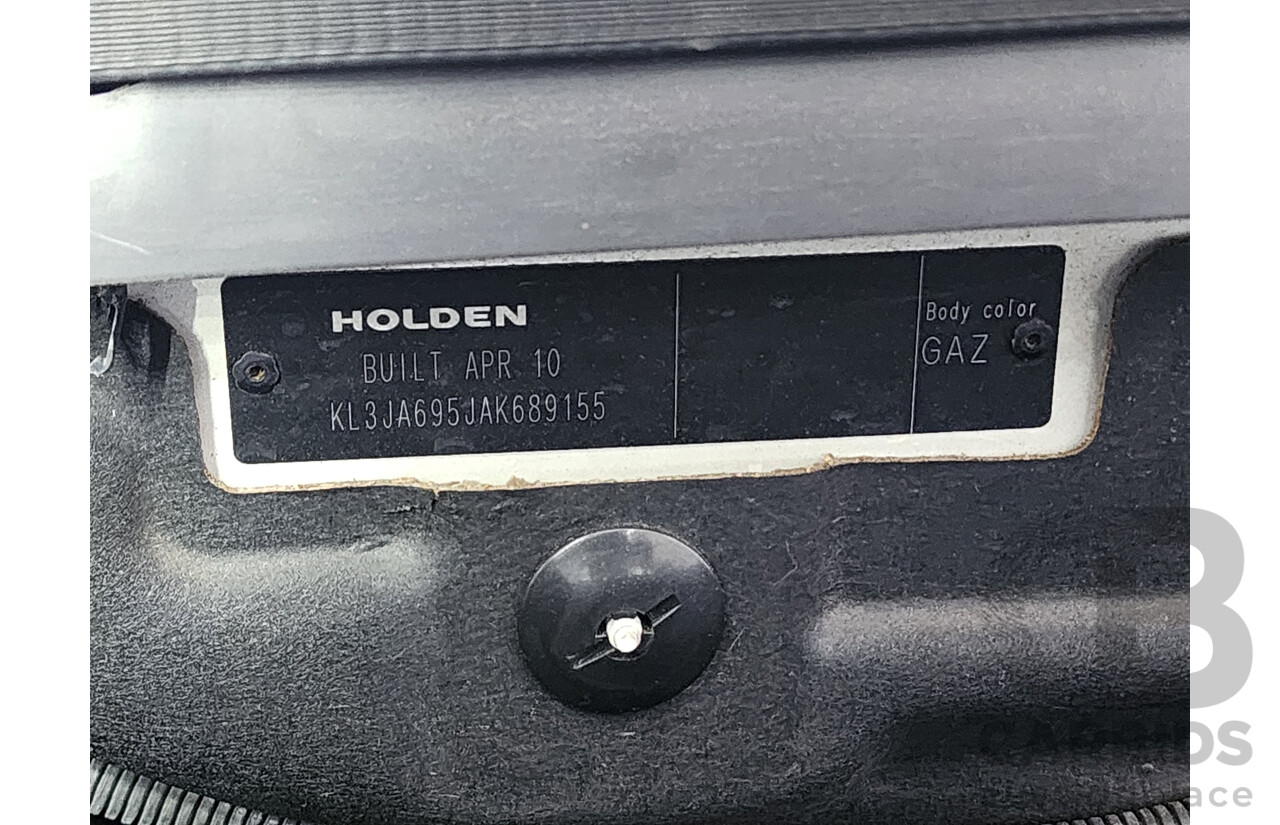 HOLDEN
BUILT APR 10
KL3JA695JAK689155
Body color
GAZ